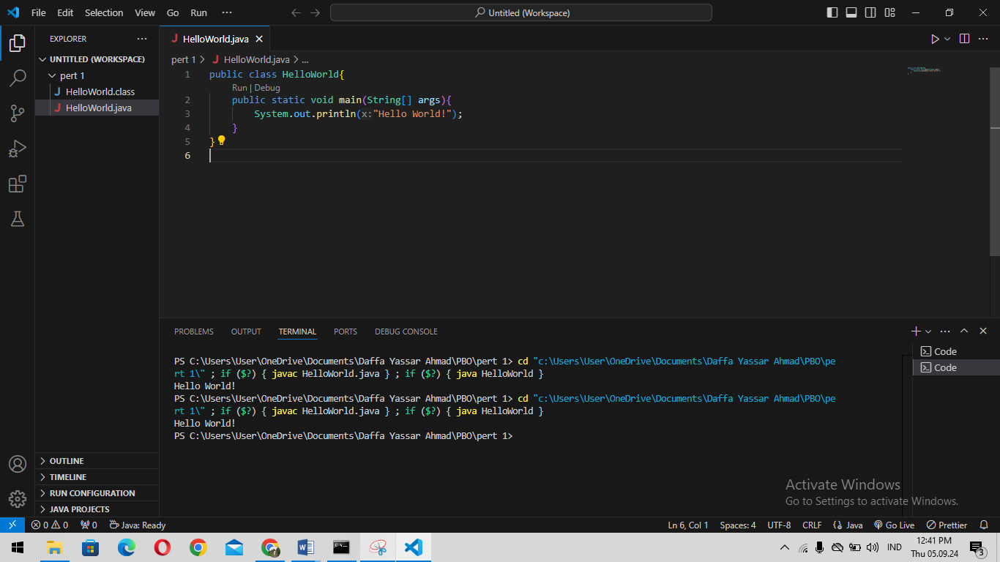 File Edit Selection View Go Run ···
Untitled (Workspace)
EXPLORER ···
UNTITLED (WORKSPACE)
pert 1
J HelloWorld.class
J HelloWorld.java
OUTLINE
TIMELINE
RUN CONFIGURATION
JAVA PROJECTS
J HelloWorld.java
pert 1 > J HelloWorld.java > ...
1 public class HelloWorld{
Run | Debug
2 public static void main(String[] args){
3 System.out.println(x:"Hello World!");
4 }
5 }
6
PROBLEMS OUTPUT TERMINAL PORTS DEBUG CONSOLE
PS C:\Users\User\OneDrive\Documents\Daffa Yassar Ahmad\PBO\pert 1> cd "c:\Users\User\OneDrive\Documents\Daffa Yassar Ahmad\PBO\pe
rt 1\" ; if ($?) { javac HelloWorld.java } ; if ($?) { java HelloWorld }
Hello World!
PS C:\Users\User\OneDrive\Documents\Daffa Yassar Ahmad\PBO\pert 1> cd "c:\Users\User\OneDrive\Documents\Daffa Yassar Ahmad\PBO\pe
rt 1\" ; if ($?) { javac HelloWorld.java } ; if ($?) { java HelloWorld }
Hello World!
PS C:\Users\User\OneDrive\Documents\Daffa Yassar Ahmad\PBO\pert 1>
Code
Code
Activate Windows
Go to Settings to activate Windows.
0 0 0 Java: Ready
Ln 6, Col 1 Spaces: 4 UTF-8 CRLF {} Java Go Live Prettier
IND
12:41 PM
Thu 05.09.24
3